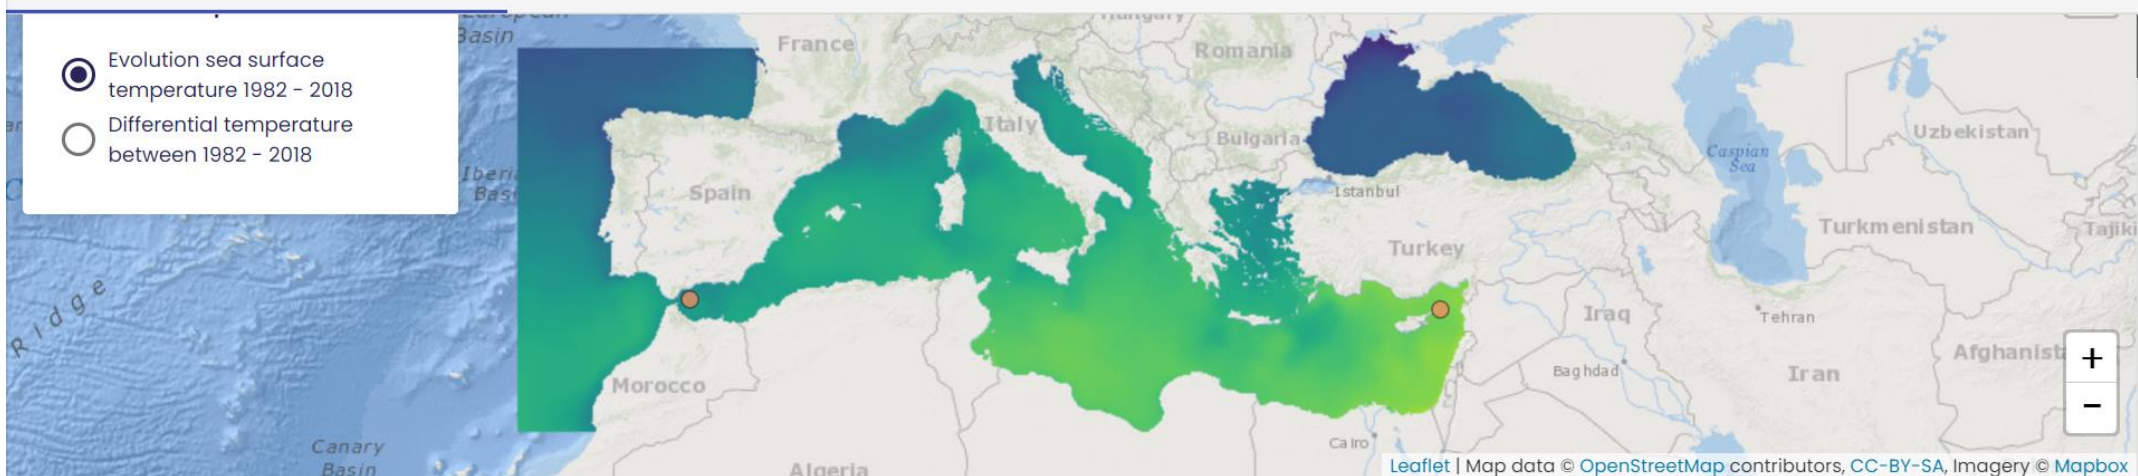 European
Basin
Evolution sea surface
temperature 1982 - 2018
Differential temperature
between 1982 - 2018
France
Hungary
Romania
Italy
Bulgaria
Spain
Istanbul
Turkey
Caspian
Sea
Uzbekistan
Turkmenistan
Ridge
Iraq
Tehran
Morocco
Baghdad
Iran
+
−
Canary
Basin
Algeria
Cairo
Leaflet | Map data © OpenStreetMap contributors, CC-BY-SA, Imagery © Mapbox